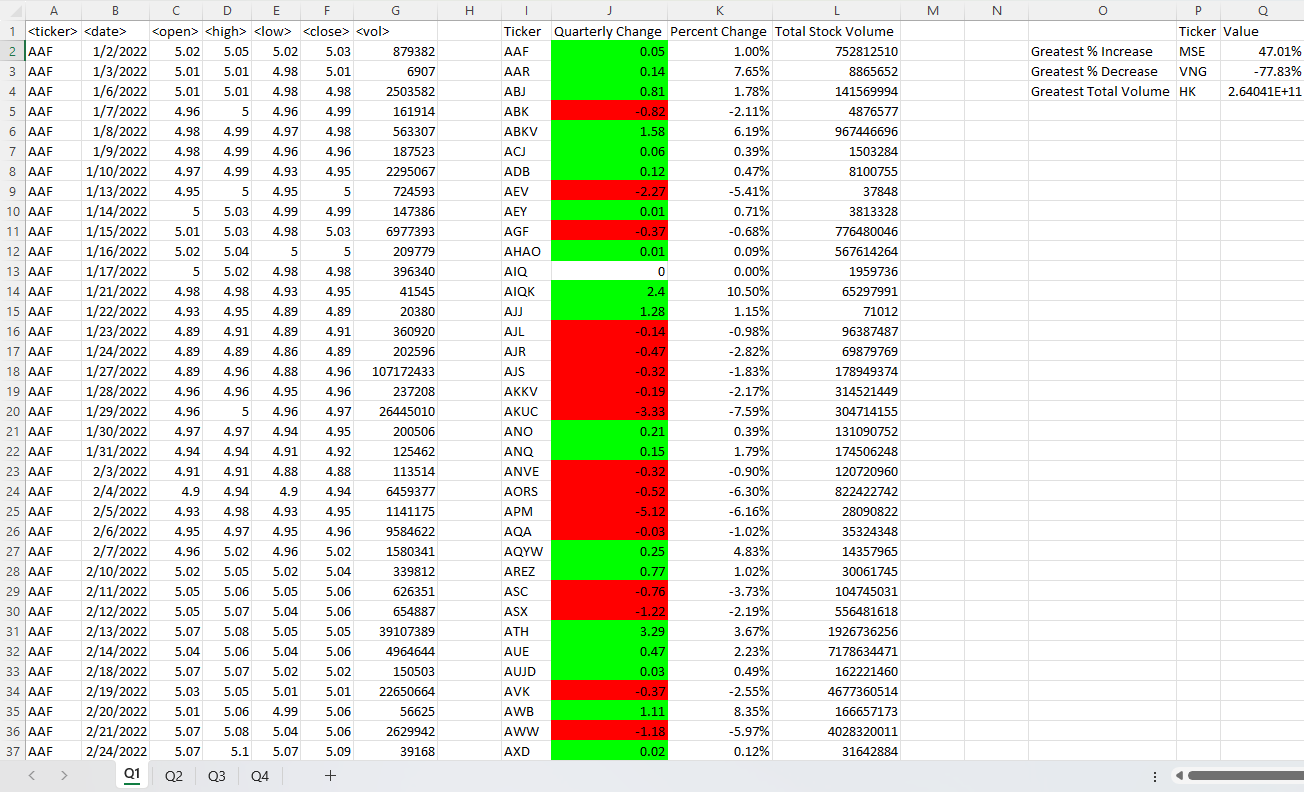 A B C D E F G H I J K L M N O P Q
1 <ticker> <date> <open> <high> <low> <close> <vol> Ticker Quarterly Change Percent Change Total Stock Volume Ticker Value
2 AAF 1/2/2022 5.02 5.05 5.02 5.03 879382 AAF 0.05 1.00% 752812510 Greatest % Increase MSE 47.01%
3 AAF 1/3/2022 5.01 5.01 4.98 5.01 6907 AAR 0.14 7.65% 8865652 Greatest % Decrease VNG -77.83%
4 AAF 1/6/2022 5.01 5.01 4.98 4.98 2503582 ABJ 0.81 1.78% 141569994 Greatest Total Volume HK 2.64041E+11
5 AAF 1/7/2022 4.96 5 4.96 4.99 161914 ABK -0.82 -2.11% 4876577
6 AAF 1/8/2022 4.98 4.99 4.97 4.98 563307 ABKV 1.58 6.19% 967446696
7 AAF 1/9/2022 4.98 4.99 4.96 4.96 187523 ACJ 0.06 0.39% 1503284
8 AAF 1/10/2022 4.97 4.99 4.93 4.95 2295067 ADB 0.12 0.47% 8100755
9 AAF 1/13/2022 4.95 5 4.95 5 724593 AEV -2.27 -5.41% 37848
10 AAF 1/14/2022 5 5.03 4.99 4.99 147386 AEY 0.01 0.71% 3813328
11 AAF 1/15/2022 5.01 5.03 4.98 5.03 6977393 AGF -0.37 -0.68% 776480046
12 AAF 1/16/2022 5.02 5.04 5 5 209779 AHAO 0.01 0.09% 567614264
13 AAF 1/17/2022 5 5.02 4.98 4.98 396340 AIQ 0 0.00% 1959736
14 AAF 1/21/2022 4.98 4.98 4.93 4.95 41545 AIQK 2.4 10.50% 65297991
15 AAF 1/22/2022 4.93 4.95 4.89 4.89 20380 AJJ 1.28 1.15% 71012
16 AAF 1/23/2022 4.89 4.91 4.89 4.91 360920 AJL -0.14 -0.98% 96387487
17 AAF 1/24/2022 4.89 4.89 4.86 4.89 202596 AJR -0.47 -2.82% 69879769
18 AAF 1/27/2022 4.89 4.96 4.88 4.96 107172433 AJS -0.32 -1.83% 178949374
19 AAF 1/28/2022 4.96 4.96 4.95 4.96 237208 AKKV -0.19 -2.17% 314521449
20 AAF 1/29/2022 4.96 5 4.96 4.97 26445010 AKUC -3.33 -7.59% 304714155
21 AAF 1/30/2022 4.97 4.97 4.94 4.95 200506 ANO 0.21 0.39% 131090752
22 AAF 1/31/2022 4.94 4.94 4.91 4.92 125462 ANQ 0.15 1.79% 174506248
23 AAF 2/3/2022 4.91 4.91 4.88 4.88 113514 ANVE -0.32 -0.90% 120720960
24 AAF 2/4/2022 4.9 4.94 4.9 4.94 6459377 AORS -0.52 -6.30% 822422742
25 AAF 2/5/2022 4.93 4.98 4.93 4.95 1141175 APM -5.12 -6.16% 28090822
26 AAF 2/6/2022 4.95 4.97 4.95 4.96 9584622 AQA -0.03 -1.02% 35324348
27 AAF 2/7/2022 4.96 5.02 4.96 5.02 1580341 AQYW 0.25 4.83% 14357965
28 AAF 2/10/2022 5.02 5.05 5.02 5.04 339812 AREZ 0.77 1.02% 30061745
29 AAF 2/11/2022 5.05 5.06 5.05 5.06 626351 ASC -0.76 -3.73% 104745031
30 AAF 2/12/2022 5.05 5.07 5.04 5.06 654887 ASX -1.22 -2.19% 556481618
31 AAF 2/13/2022 5.07 5.08 5.05 5.05 39107389 ATH 3.29 3.67% 1926736256
32 AAF 2/14/2022 5.04 5.06 5.04 5.06 4964644 AUE 0.47 2.23% 7178634471
33 AAF 2/18/2022 5.07 5.07 5.02 5.02 150503 AUJD 0.03 0.49% 162221460
34 AAF 2/19/2022 5.03 5.05 5.01 5.01 22650664 AVK -0.37 -2.55% 4677360514
35 AAF 2/20/2022 5.01 5.06 4.99 5.06 56625 AWB 1.11 8.35% 166657173
36 AAF 2/21/2022 5.07 5.08 5.04 5.06 2629942 AWW -1.18 -5.97% 4028320011
37 AAF 2/24/2022 5.07 5.1 5.07 5.09 39168 AXD 0.02 0.12% 31642884
Q1 Q2 Q3 Q4